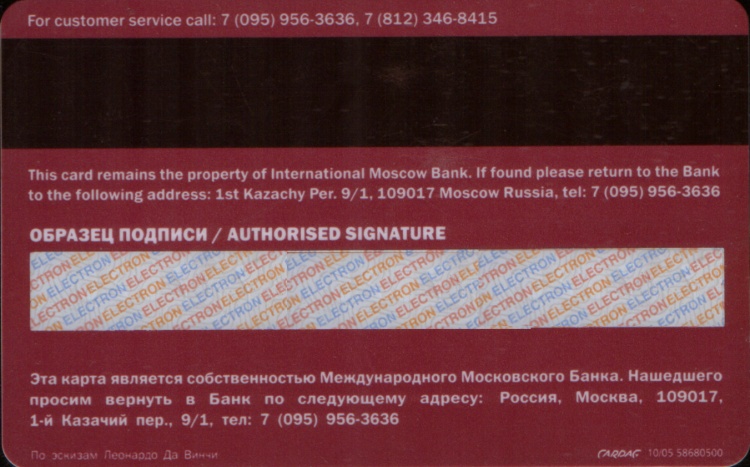 For customer service call: 7 (095) 956-3636, 7 (812) 346-8415
This card remains the property of International Moscow Bank. If found please return to the Bank
to the following address: 1st Kazachy Per. 9/1, 109017 Moscow Russia, tel: 7 (095) 956-3636
ОБРАЗЕЦ ПОДПИСИ / AUTHORISED SIGNATURE
ELECTRON ELECTRON ELECTRON ELECTRON ELECTRON ELECTRON
Эта карта является собственностью Международного Московского Банка. Нашедшего
просим вернуть в Банк по следующему адресу: Россия, Москва, 109017,
1-й Казачий пер., 9/1, тел: 7 (095) 956-3636
По эскизам Леонардо Да Винчи
10/05 58680500